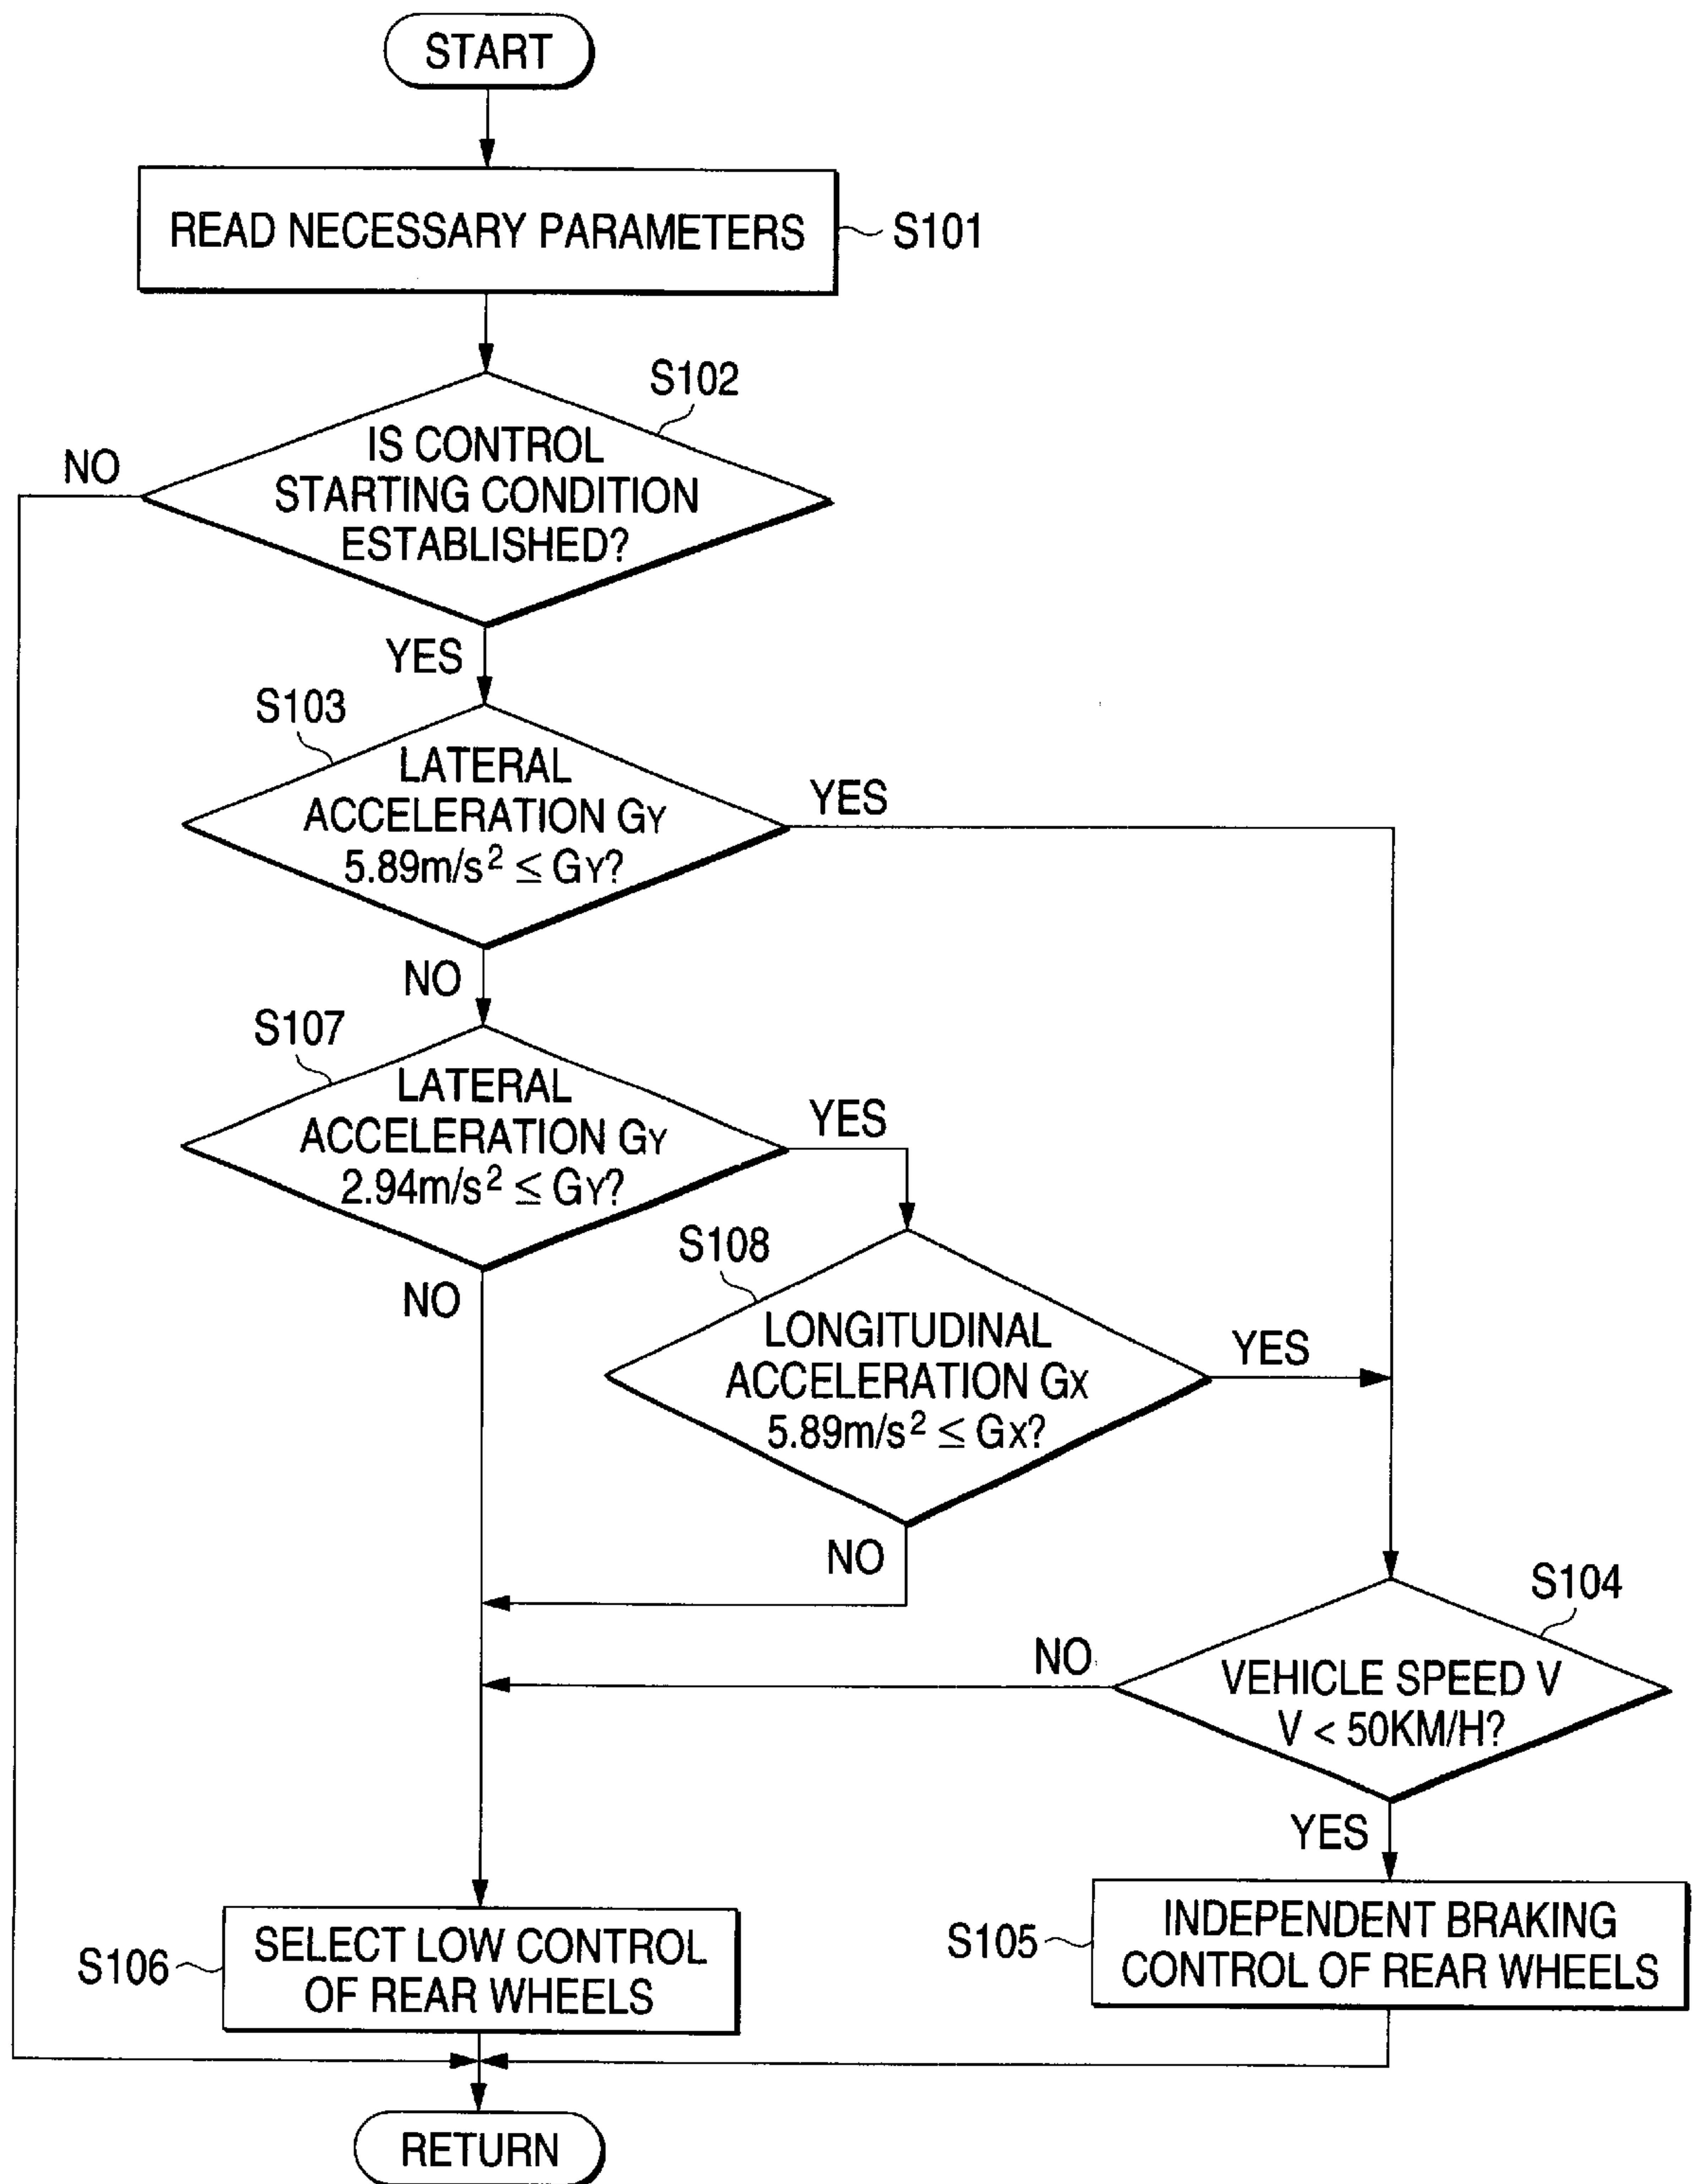 START
READ NECESSARY PARAMETERS
S101
S102
IS CONTROL
STARTING CONDITION
ESTABLISHED?
NO
YES
S103
LATERAL
ACCELERATION GY
5.89m/s² ≤ GY?
YES
NO
S107
LATERAL
ACCELERATION GY
2.94m/s² ≤ GY?
YES
NO
S108
LONGITUDINAL
ACCELERATION GX
5.89m/s² ≤ GX?
YES
NO
S104
VEHICLE SPEED V
V < 50KM/H?
NO
YES
S105
INDEPENDENT BRAKING
CONTROL OF REAR WHEELS
S106
SELECT LOW CONTROL
OF REAR WHEELS
RETURN